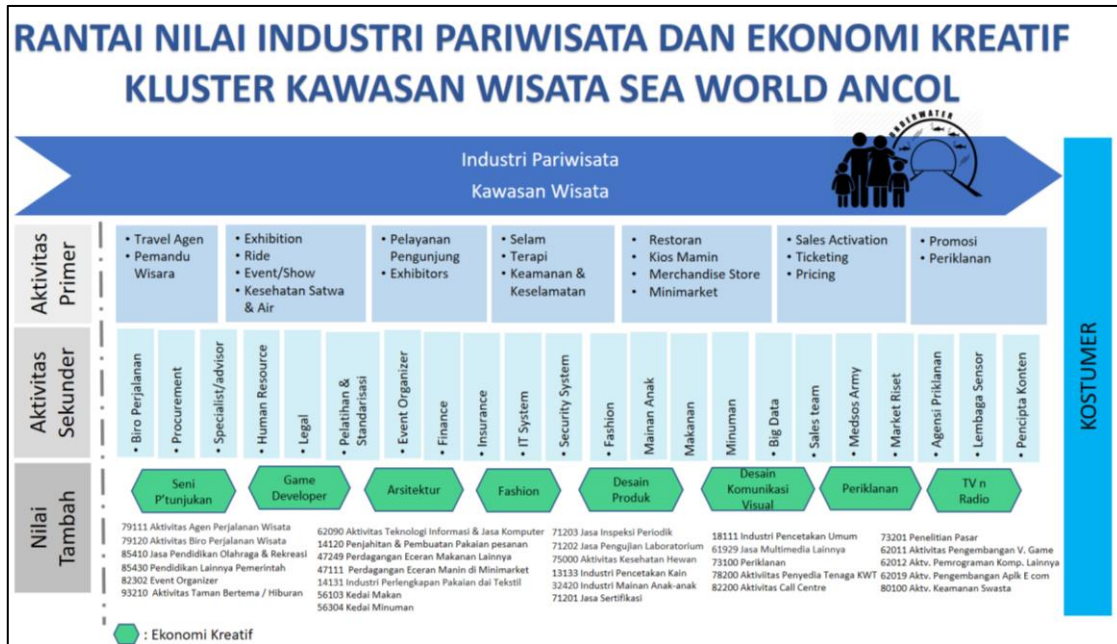 RANTAI NILAI INDUSTRI PARIWISATA DAN EKONOMI KREATIF
KLUSTER KAWASAN WISATA SEA WORLD ANCOL
UNDERWATER
Industri Pariwisata
Kawasan Wisata
KOSTUMER
Aktivitas
Primer
• Travel Agen
• Pemandu
Wisara
• Exhibition
• Ride
• Event/Show
• Kesehatan Satwa
& Air
• Pelayanan
Pengunjung
• Exhibitors
• Selam
• Terapi
• Keamanan &
Keselamatan
• Restoran
• Kios Mamin
• Merchandise Store
• Minimarket
• Sales Activation
• Ticketing
• Pricing
• Promosi
• Periklanan
Aktivitas
Sekunder
• Biro Perjalanan
• Procurement
• Specialist/advisor
• Human Resource
• Legal
• Pelatihan &
Standarisasi
• Event Organizer
• Finance
• Insurance
• IT System
• Security System
• Fashion
Mainan Anak
Makanan
Minuman
• Big Data
• Sales team
• Medsos Army
• Market Riset
• Agensi Priklanan
• Lembaga Sensor
• Pencipta Konten
Nilai
Tambah
Seni
P'tunjukan
Game
Developer
Arsitektur
Fashion
Desain
Produk
Desain
Komunikasi
Visual
Periklanan
TV n
Radio
79111 Aktivitas Agen Perjalanan Wisata
79120 Aktivitas Biro Perjalanan Wisata
85410 Jasa Pendidikan Olahraga & Rekreasi
85430 Pendidikan Lainnya Pemerintah
82302 Event Organizer
93210 Aktivitas Taman Bertema / Hiburan
62090 Aktivitas Teknologi Informasi & Jasa Komputer
14120 Penjahitan & Pembuatan Pakaian pesanan
47249 Perdagangan Eceran Makanan Lainnya
47111 Perdagangan Eceran Manin di Minimarket
14131 Industri Perlengkapan Pakaian dai Tekstil
56103 Kedai Makan
56304 Kedai Minuman
71203 Jasa Inspeksi Periodik
71202 Jasa Pengujian Laboratorium
75000 Aktivitas Kesehatan Hewan
13133 Industri Pencetakan Kain
32420 Industri Mainan Anak-anak
71201 Jasa Sertifikasi
18111 Industri Pencetakan Umum
61929 Jasa Multimedia Lainnya
73100 Periklanan
78200 Aktiviitas Penyedia Tenaga KWT
82200 Aktivitas Call Centre
73201 Penelitian Pasar
62011 Aktivitas Pengembangan V. Game
62012 Aktv. Pemrograman Komp. Lainnya
62019 Aktv. Pengembangan Aplk E com
80100 Aktv. Keamanan Swasta
: Ekonomi Kreatif